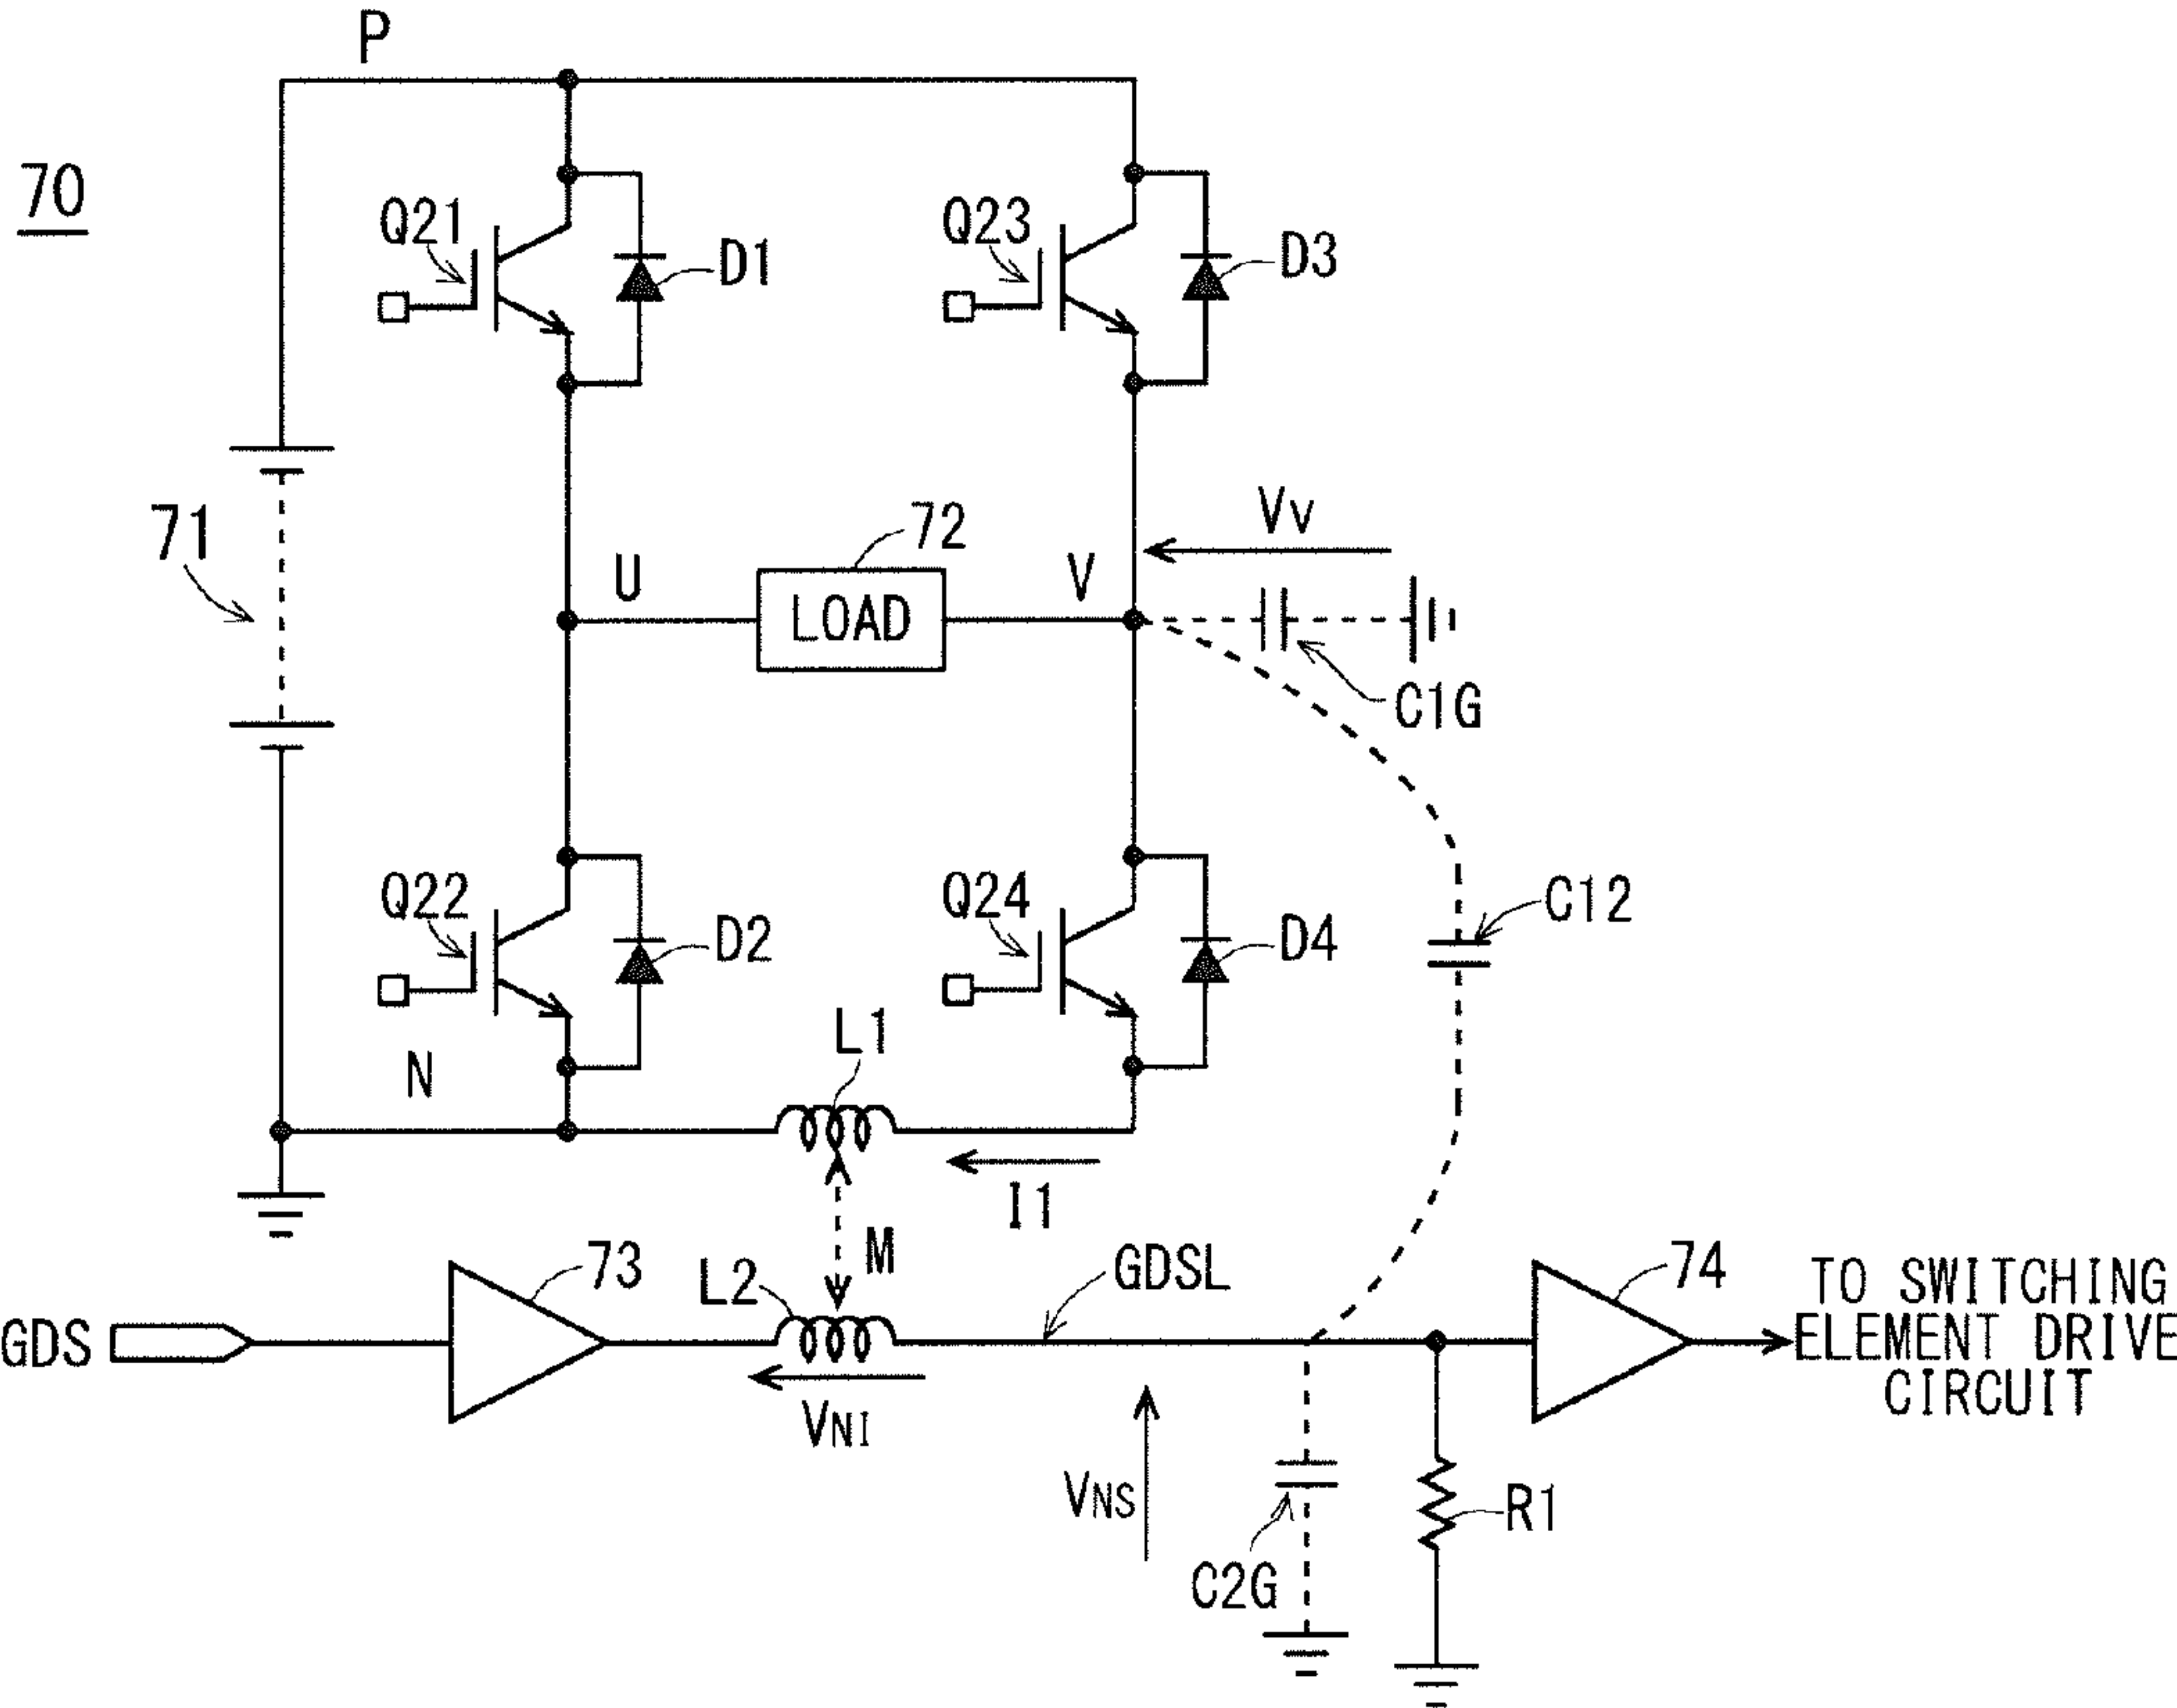 P
70
Q21
D1
Q23
D3
71
72
Vv
U
LOAD
V
C1G
Q22
D2
Q24
D4
C12
N
L1
I1
M
73
L2
GDSL
74
TO SWITCHING
ELEMENT DRIVE
CIRCUIT
GDS
VNI
VNS
C2G
R1